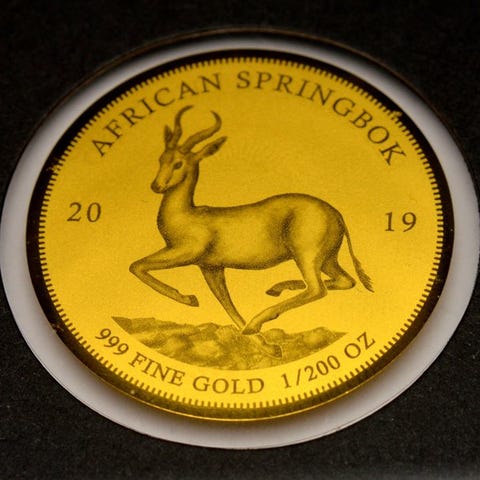 AFRICAN SPRINGBOK
20 19
999 FINE GOLD 1/200 OZ